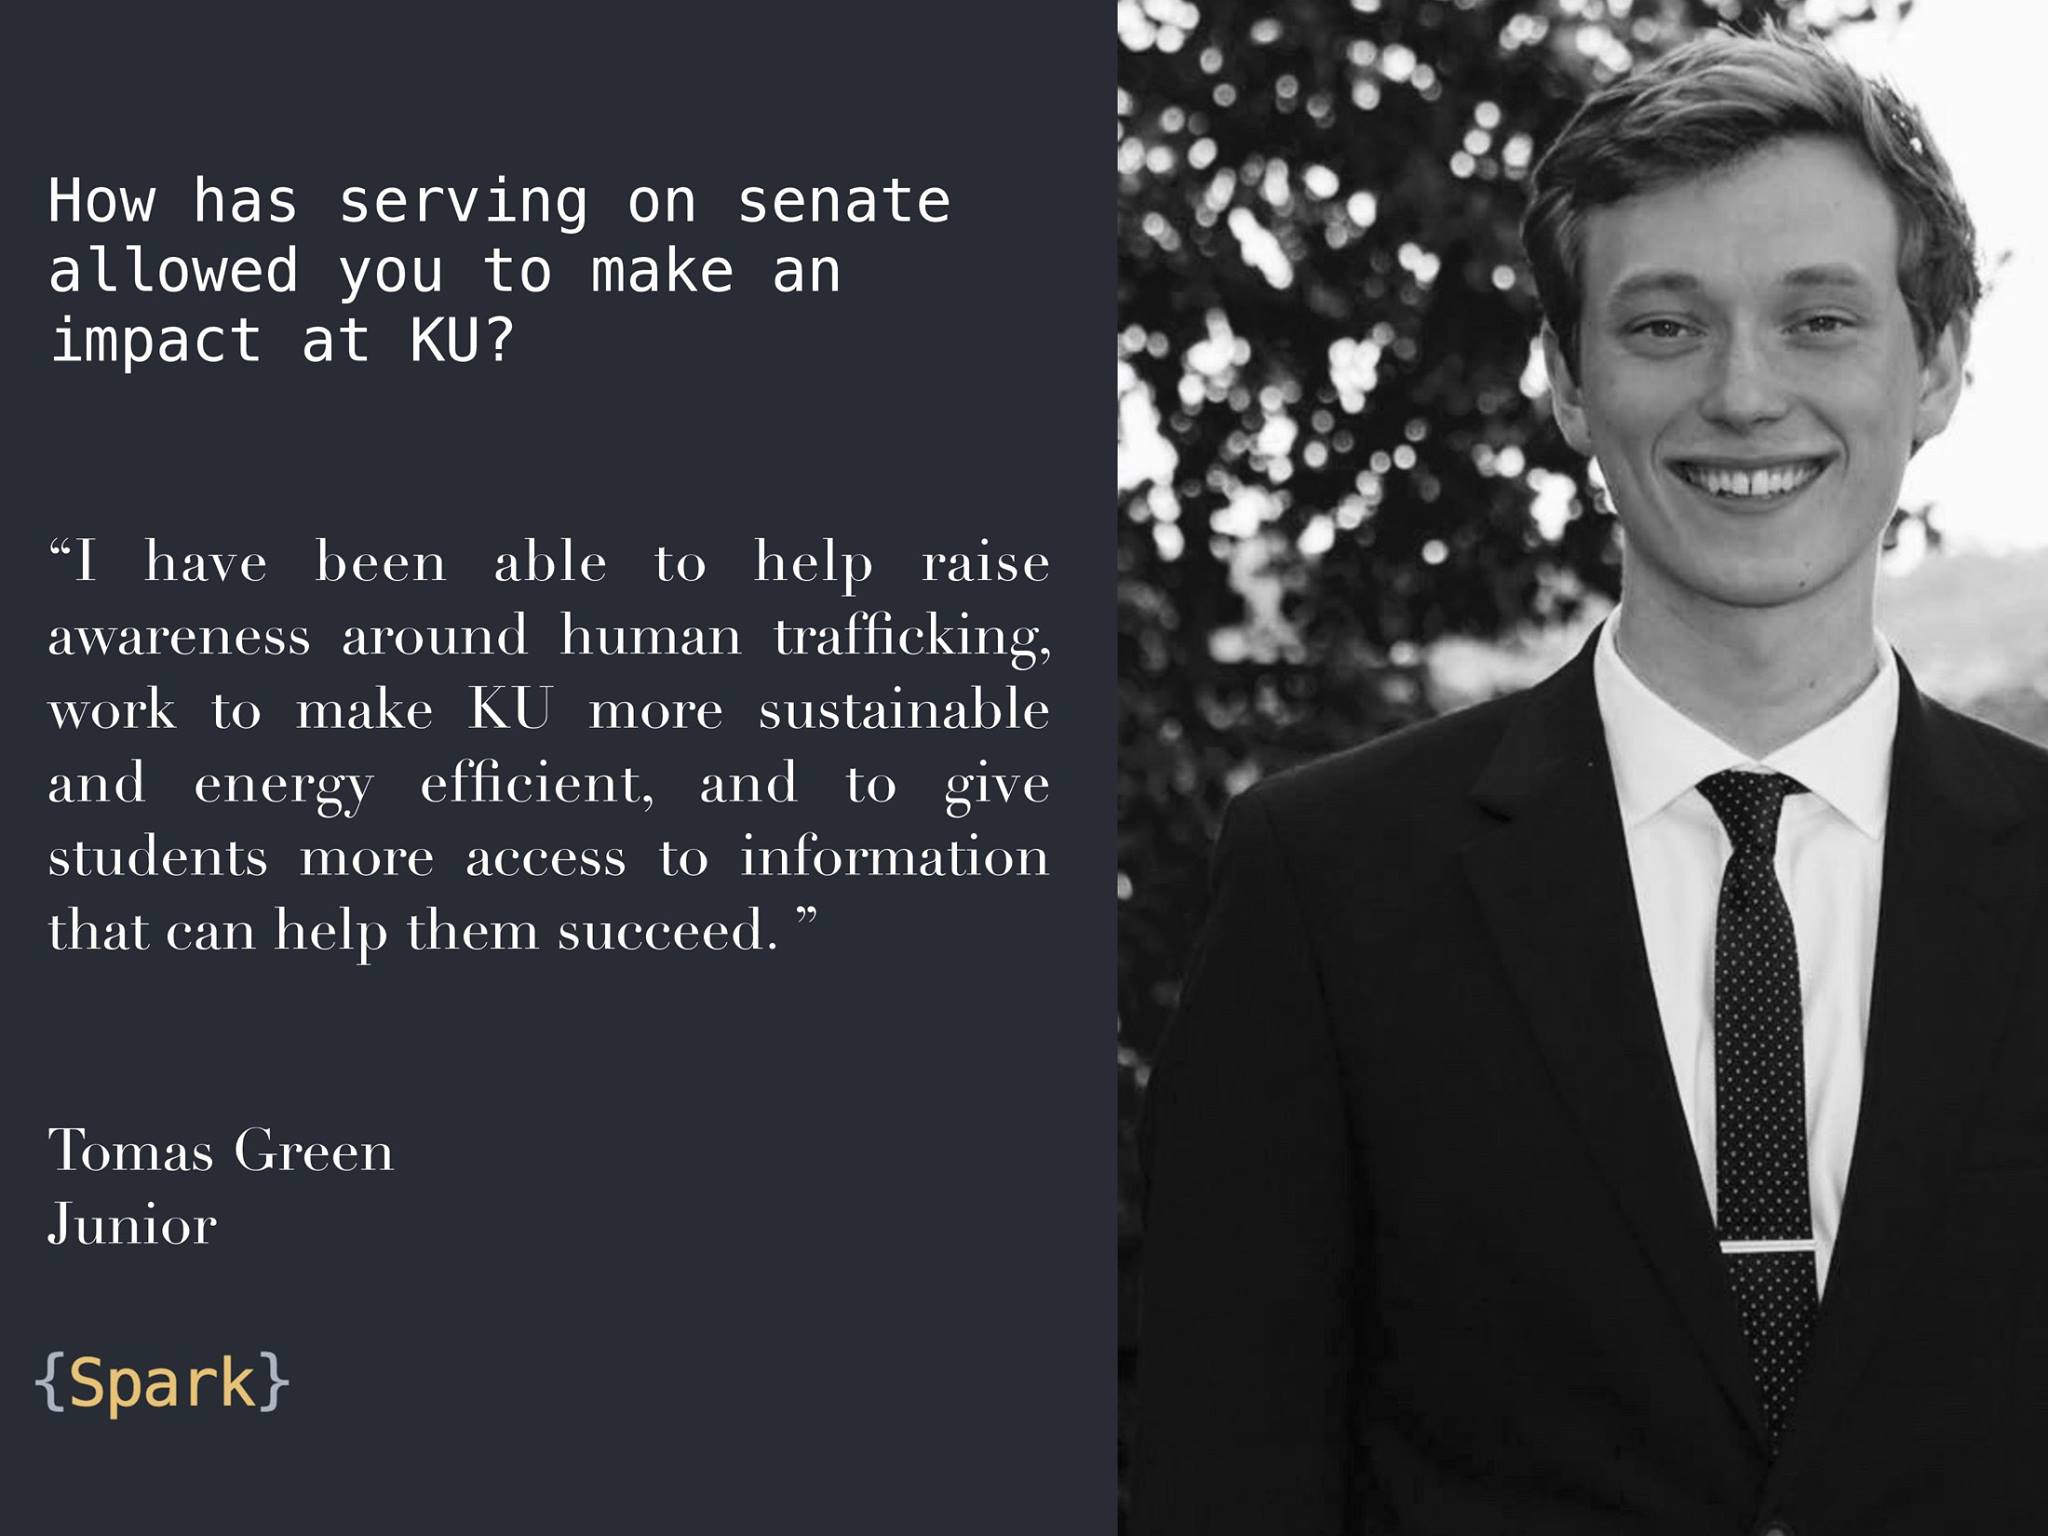 How has serving on senate
allowed you to make an
impact at KU?
“I have been able to help raise
awareness around human trafficking,
work to make KU more sustainable
and energy efficient, and to give
students more access to information
that can help them succeed. ”
Tomas Green
Junior
{Spark}